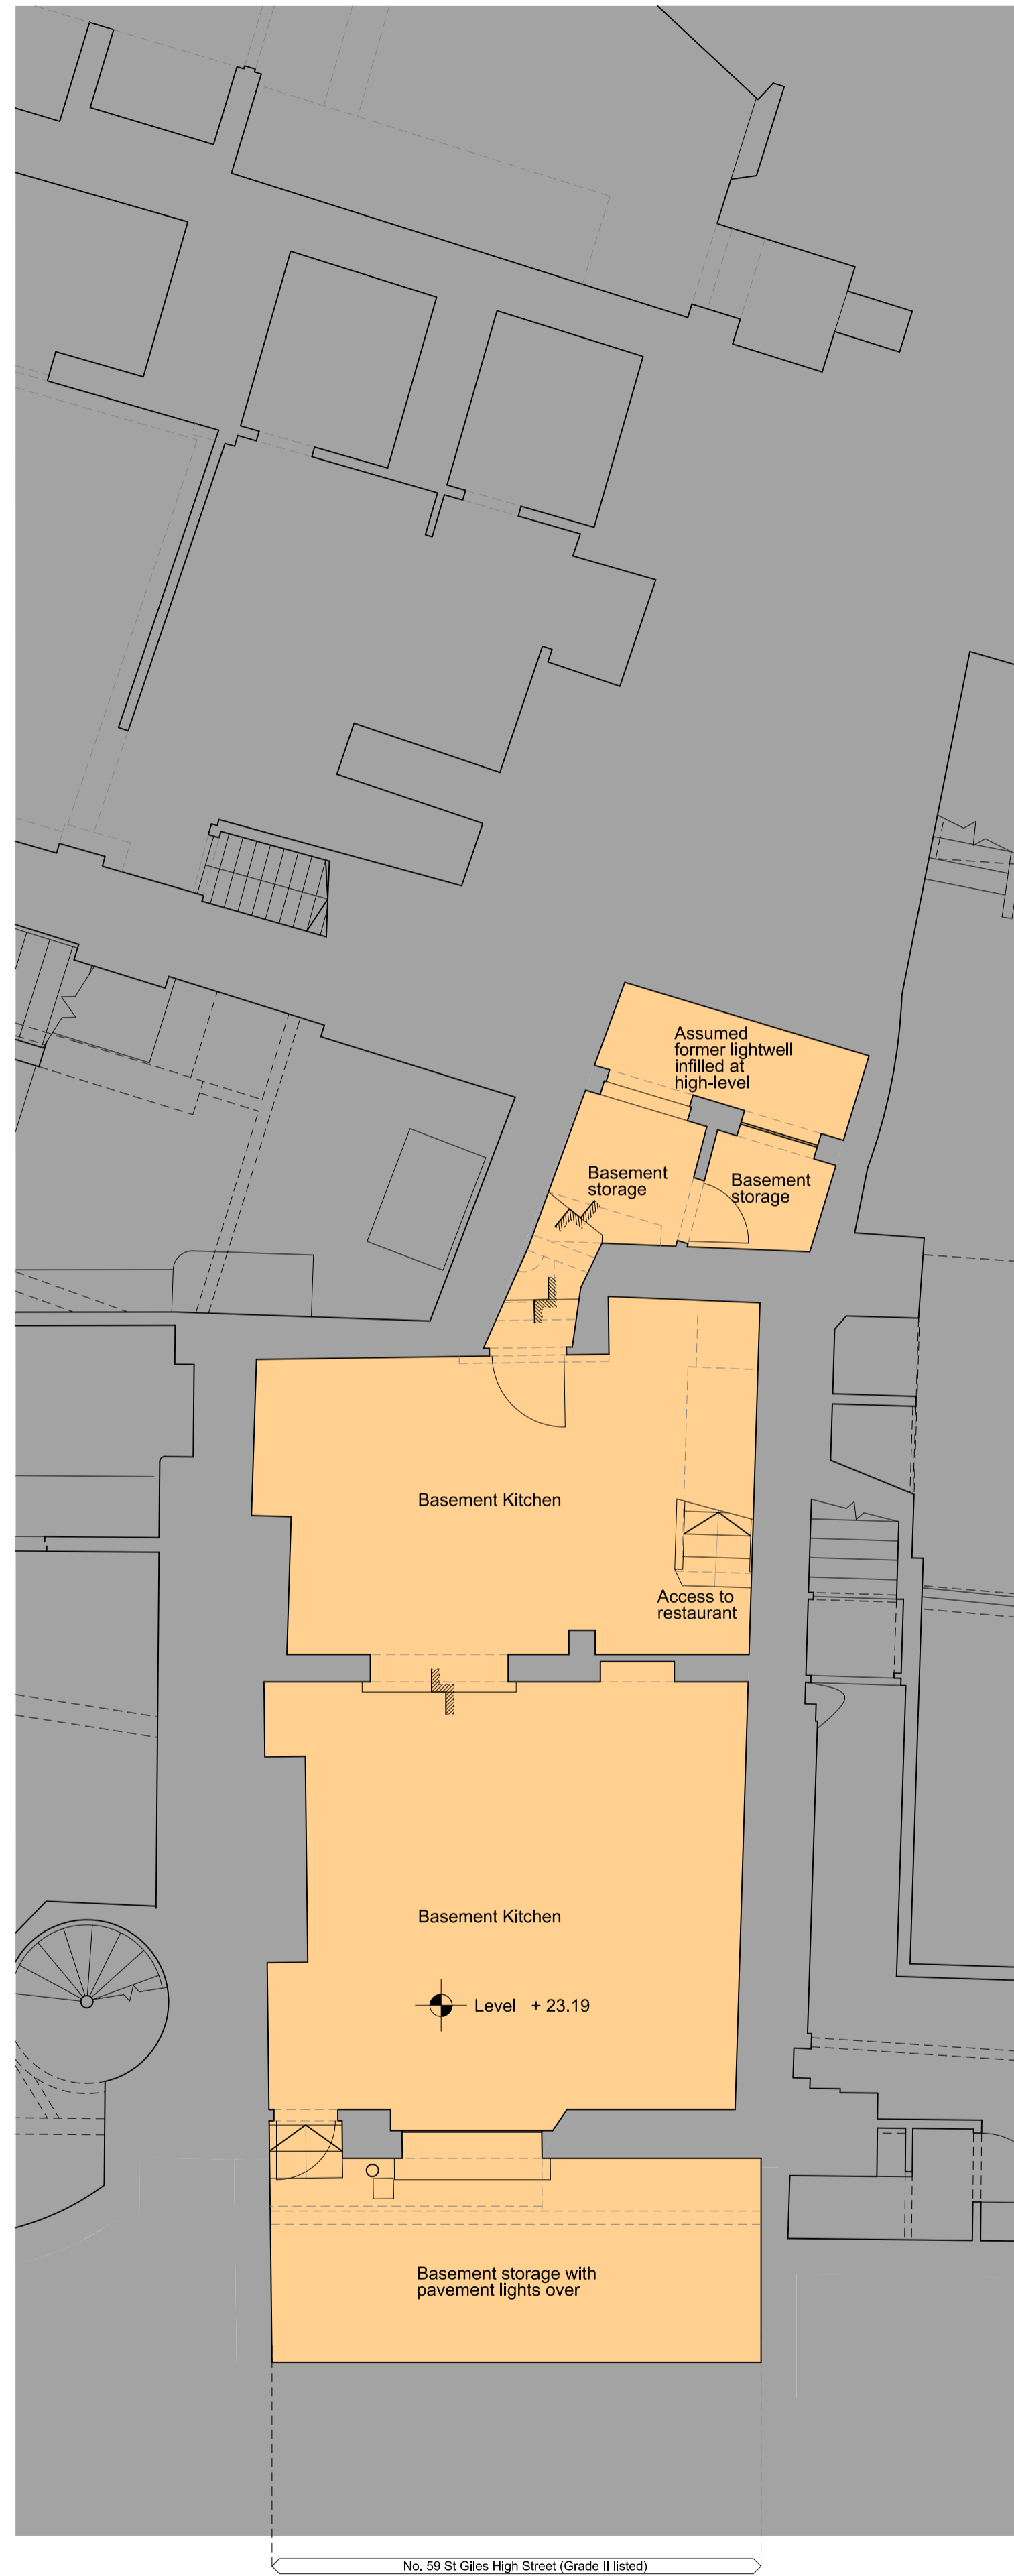 Assumed
former lightwell
infilled at
high-level
Basement
storage
Basement
storage
Basement Kitchen
Access to
restaurant
Basement Kitchen
Level + 23.19
Basement storage with
pavement lights over
No. 59 St Giles High Street (Grade II listed)